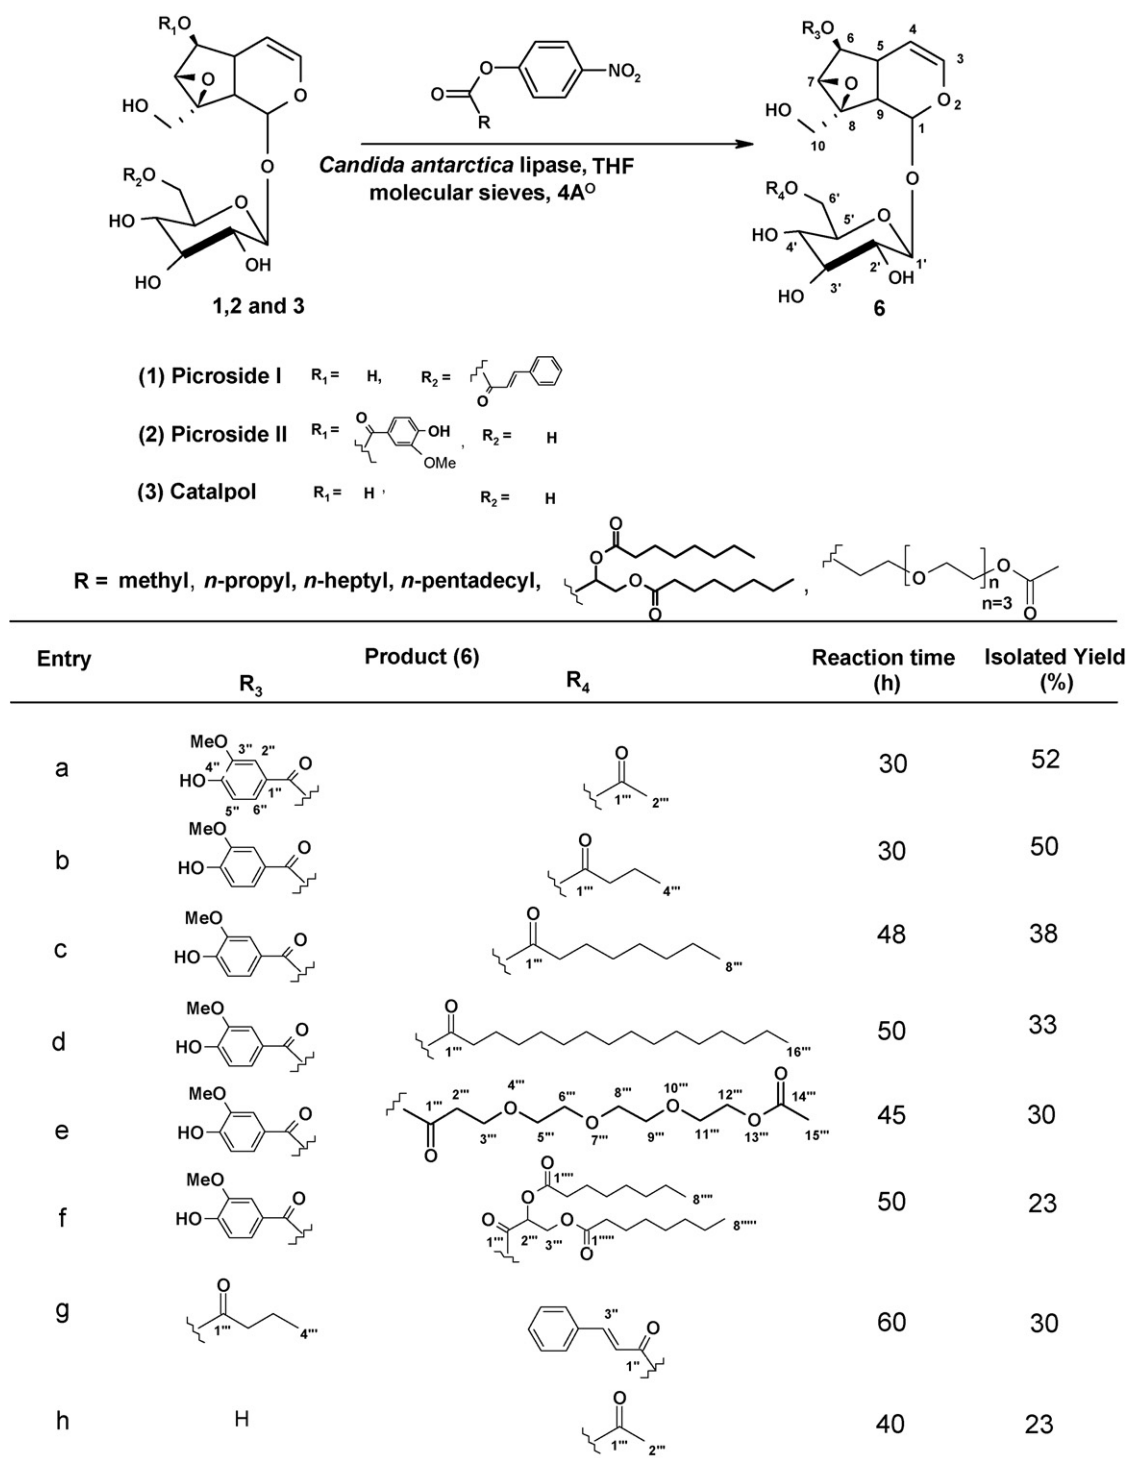 R₁O
O
O
HO
O
R₂O
O
HO
HO
OH
1,2 and 3
O
O
R
NO₂
Candida antarctica lipase, THF
molecular sieves, 4Aᴼ
R₃O
6
5
4
3
7
O
O
2
HO
8
9
1
10
O
R₄O
6'
5'
O
HO
4'
2'
1'
OH
3'
HO
6
(1) Picroside I R₁ = H, R₂ = O
(2) Picroside II R₁ = O OH OMe , R₂ = H
(3) Catalpol R₁ = H , R₂ = H
R = methyl, n-propyl, n-heptyl, n-pentadecyl, O O O O , O n O O n=3
Entry Product (6) Reaction time Isolated Yield
R₃ R₄ (h) (%)
a MeO 3'' 2'' O HO 4'' 1'' 5'' 6'' O 1''' 2''' 30 52
b MeO O HO O 1''' 4''' 30 50
c MeO O HO O 1''' 8''' 48 38
d MeO O HO O 1''' 16''' 50 33
e MeO O HO 1''' O 2''' 3''' 4''' O 5''' 6''' O 7''' 8''' 9''' 10''' O 11''' 12''' O 13''' O 14''' 15''' 45 30
f MeO O HO O 1'''' O 8'''' O 1''' 2''' 3''' O 1''''' O 8''''' 50 23
g O 1''' 4''' 3'' O 1'' 60 30
h H O 1''' 2''' 40 23